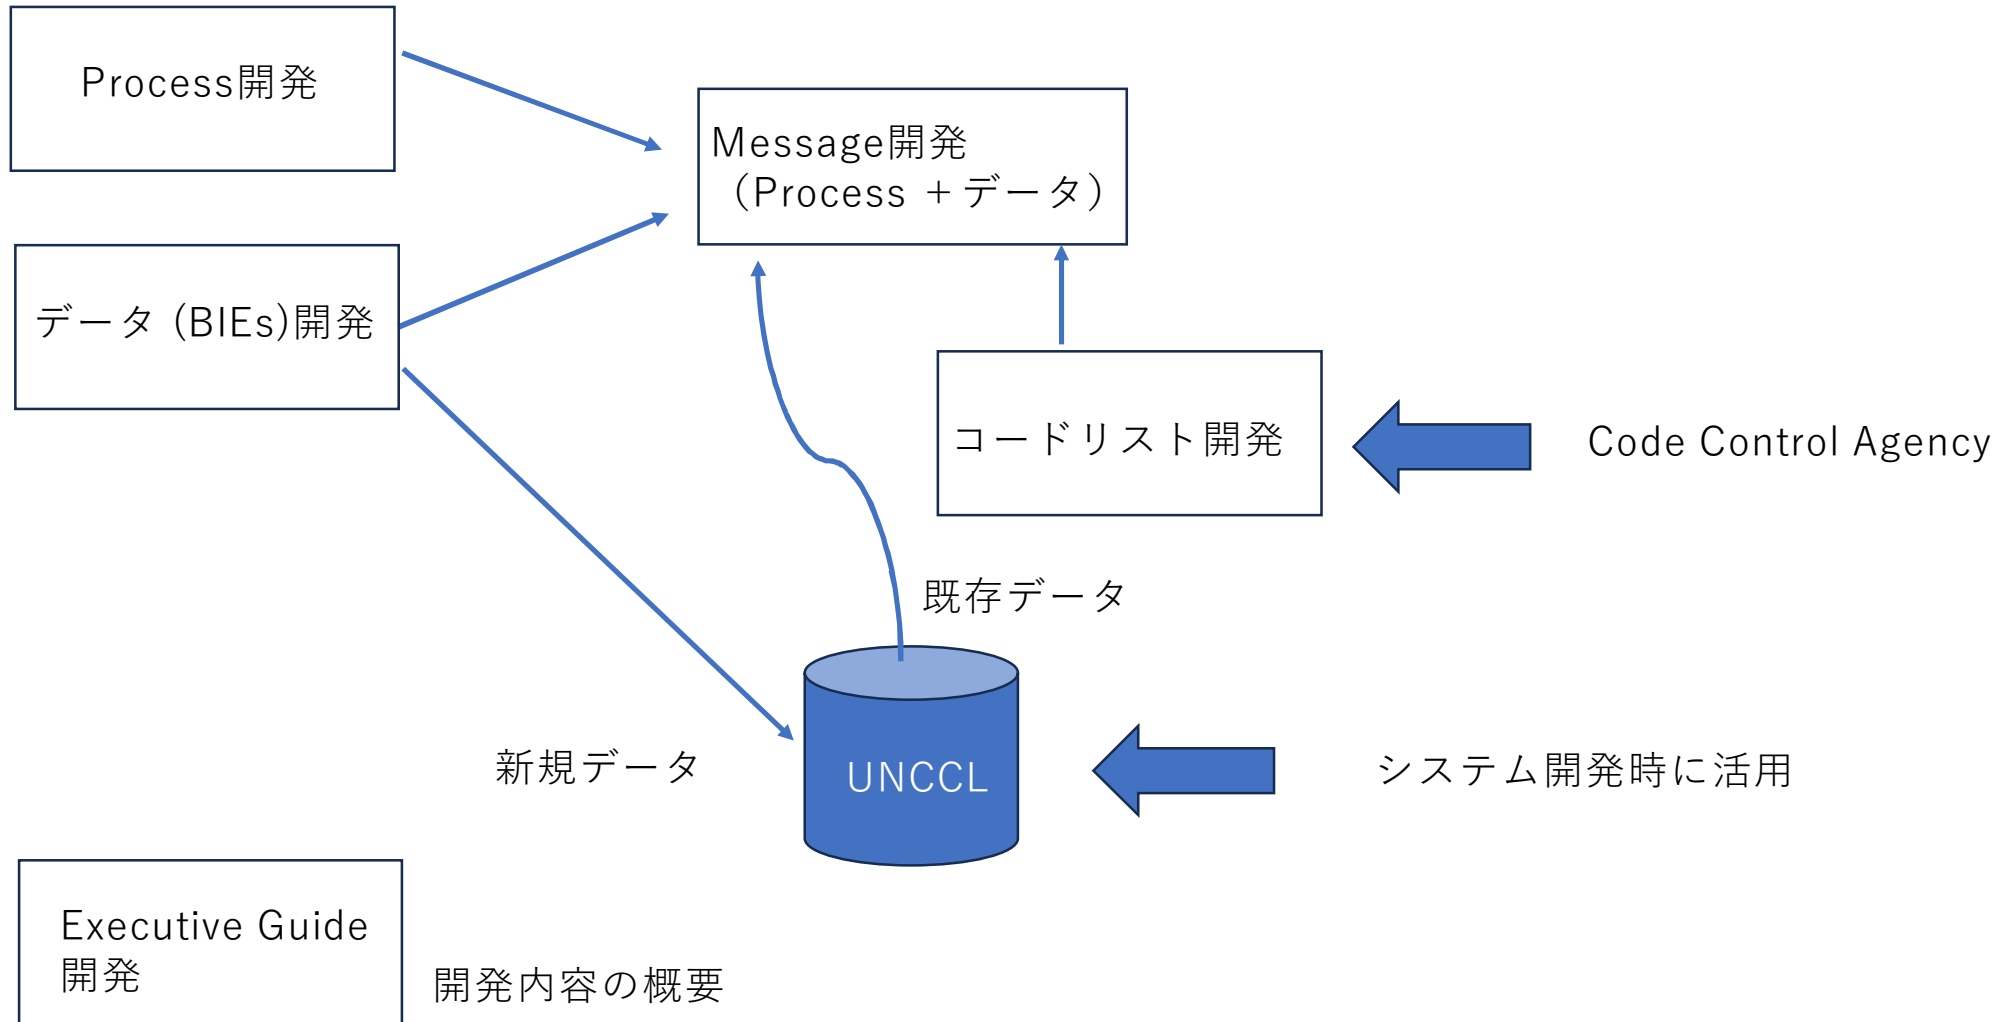 Process開発
Message開発
（Process ＋データ）
データ (BIEs)開発
コードリスト開発
Code Control Agency
既存データ
新規データ
UNCCL
システム開発時に活用
Executive Guide
開発
開発内容の概要